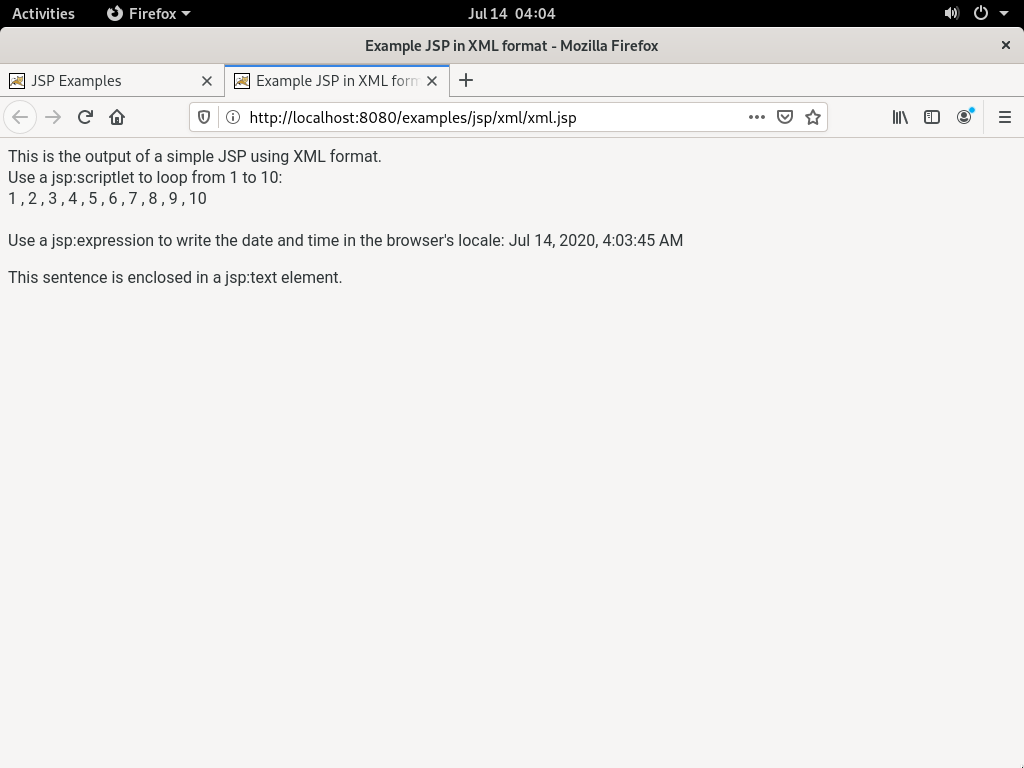 Activities Firefox Jul 14 04:04
Example JSP in XML format - Mozilla Firefox
JSP Examples Example JSP in XML form
http://localhost:8080/examples/jsp/xml/xml.jsp
This is the output of a simple JSP using XML format.
Use a jsp:scriptlet to loop from 1 to 10:
1 , 2 , 3 , 4 , 5 , 6 , 7 , 8 , 9 , 10
Use a jsp:expression to write the date and time in the browser's locale: Jul 14, 2020, 4:03:45 AM
This sentence is enclosed in a jsp:text element.